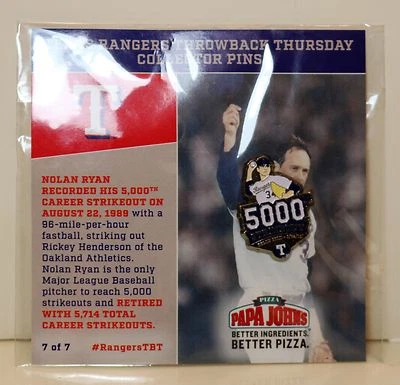 RANGERS THROWBACK THURSDAY
COLLECTOR PINS
T
NOLAN RYAN
RECORDED HIS 5,000TH
CAREER STRIKEOUT ON
AUGUST 22, 1989 with a
96-mile-per-hour
fastball, striking out
Rickey Henderson of the
Oakland Athletics.
Nolan Ryan is the only
Major League Baseball
pitcher to reach 5,000
strikeouts and RETIRED
WITH 5,714 TOTAL
CAREER STRIKEOUTS.
7 of 7 #RangersTBT
Rangers
34
5000
T
PIZZA
PAPA JOHNS
BETTER INGREDIENTS.
BETTER PIZZA.